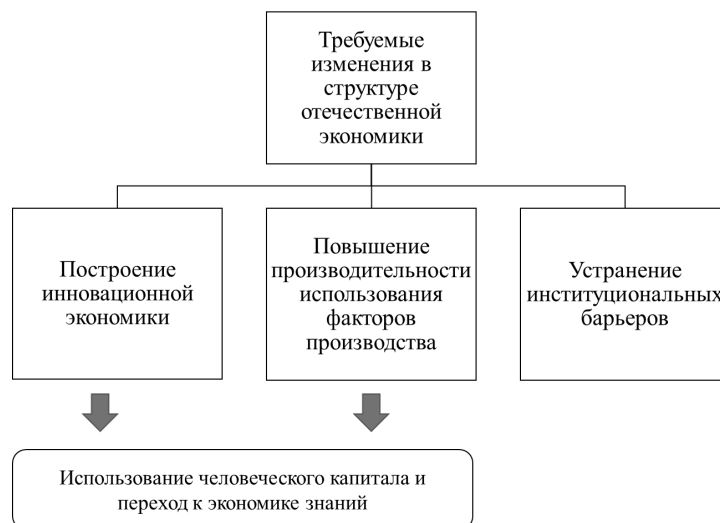 Требуемые
изменения в
структуре
отечественной
экономики
Построение
инновационной
экономики
Повышение
производительности
использования
факторов
производства
Устранение
институциональных
барьеров
Использование человеческого капитала и
переход к экономике знаний